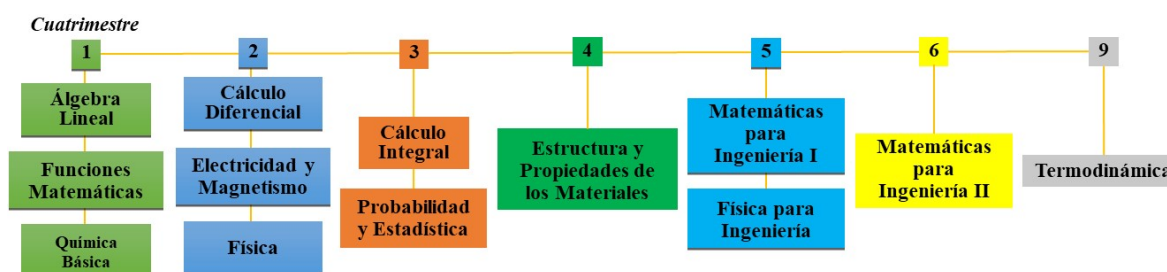 Cuatrimestre
1
2
3
4
5
6
9
Álgebra
Lineal
Funciones
Matemáticas
Química
Básica
Cálculo
Diferencial
Electricidad y
Magnetismo
Física
Cálculo
Integral
Probabilidad
y Estadística
Estructura y
Propiedades de
los Materiales
Matemáticas
para
Ingeniería I
Física para
Ingeniería
Matemáticas
para
Ingeniería II
Termodinámica